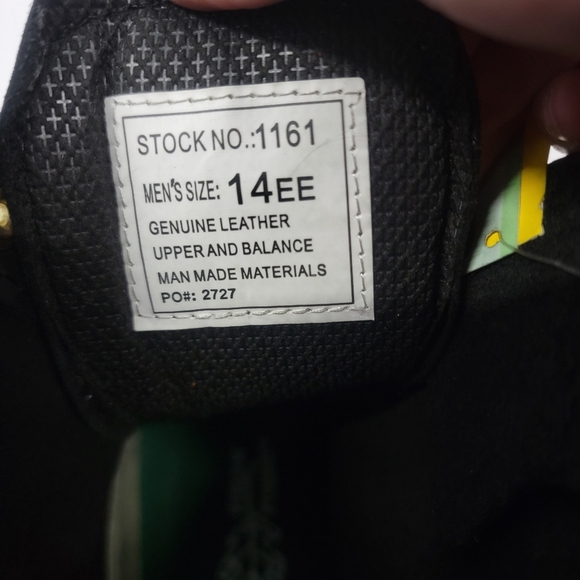 STOCK NO.:1161
MEN'S SIZE: 14EE
GENUINE LEATHER
UPPER AND BALANCE
MAN MADE MATERIALS
PO#: 2727